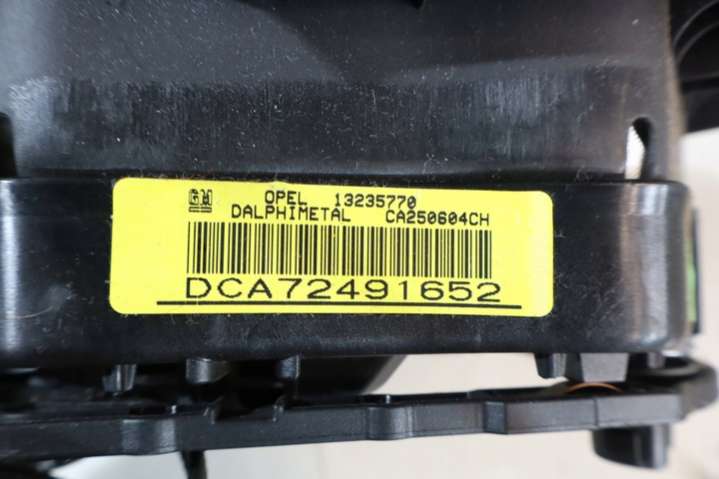 GM OPEL 13235770
DALPHIMETAL CA250604CH
DCA72491652